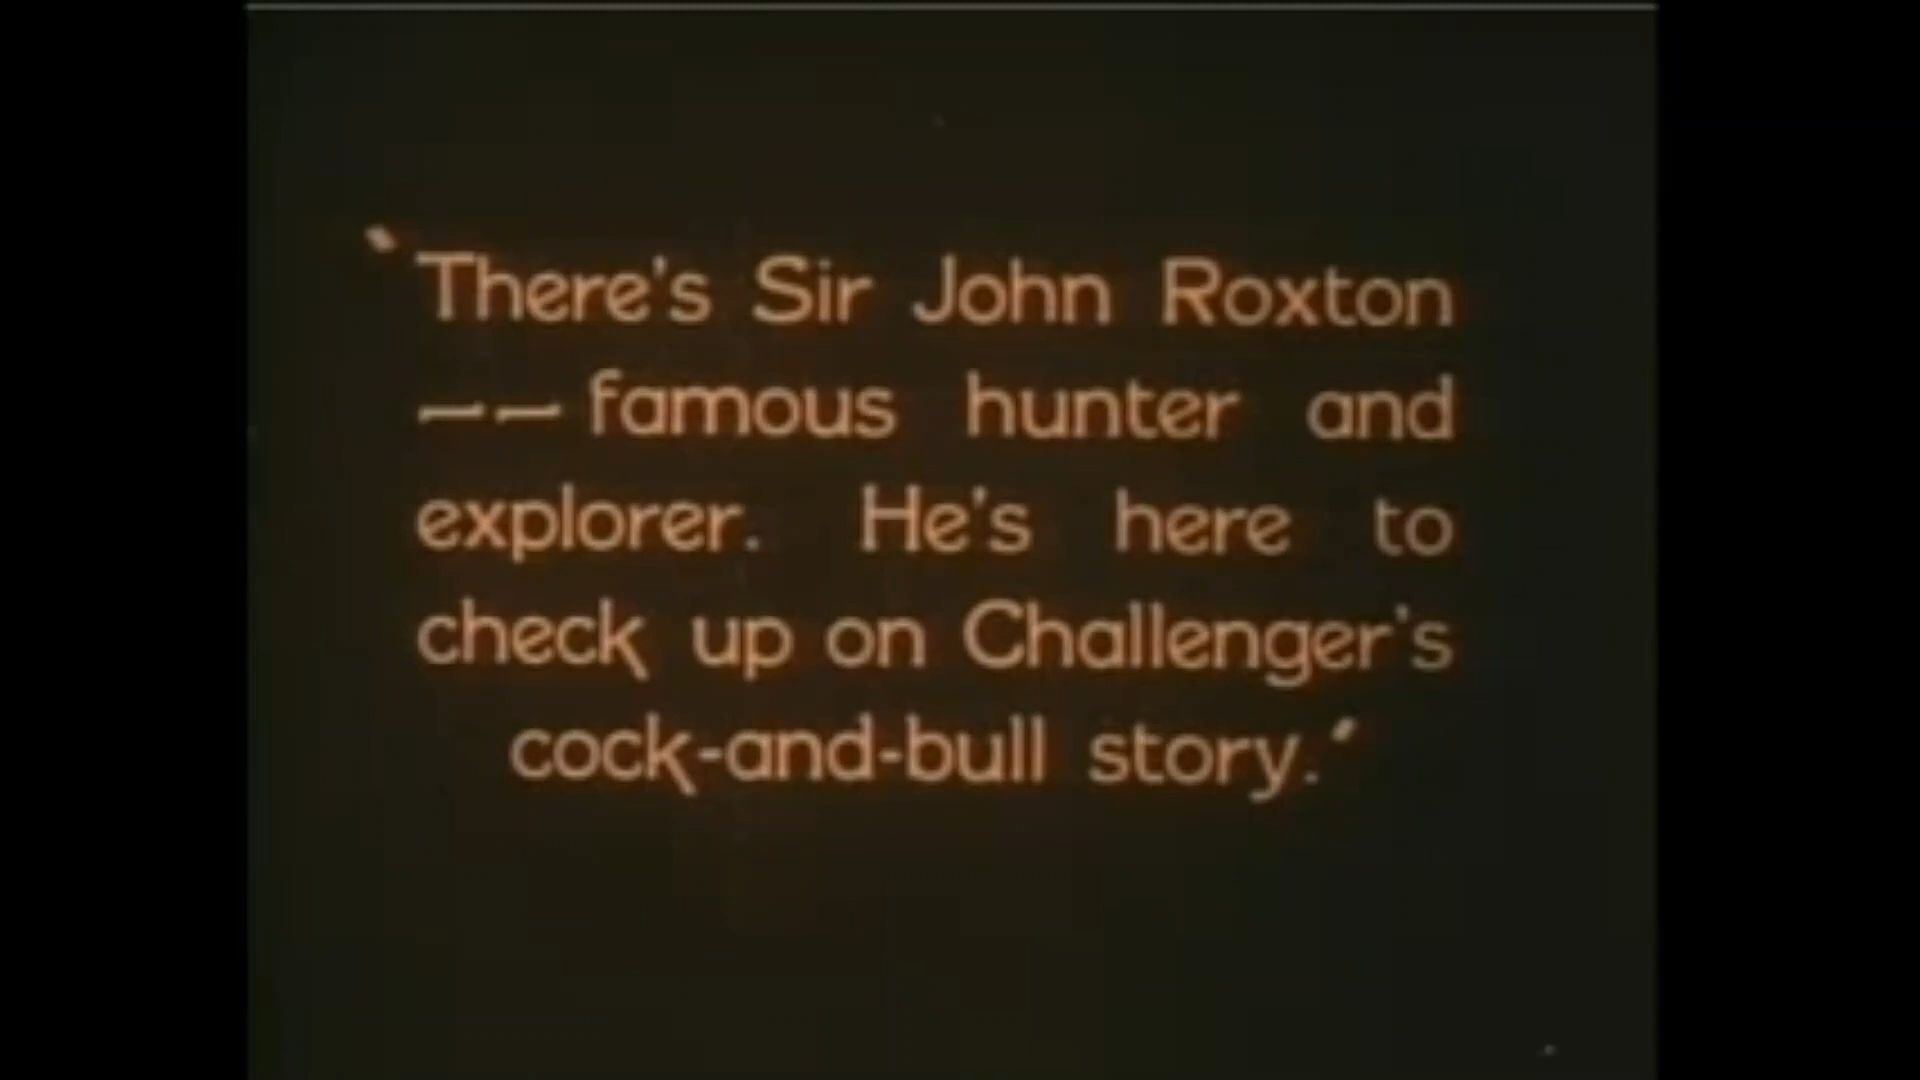 ‘There's Sir John Roxton
—— famous hunter and
explorer. He's here to
check up on Challenger's
cock-and-bull story.’